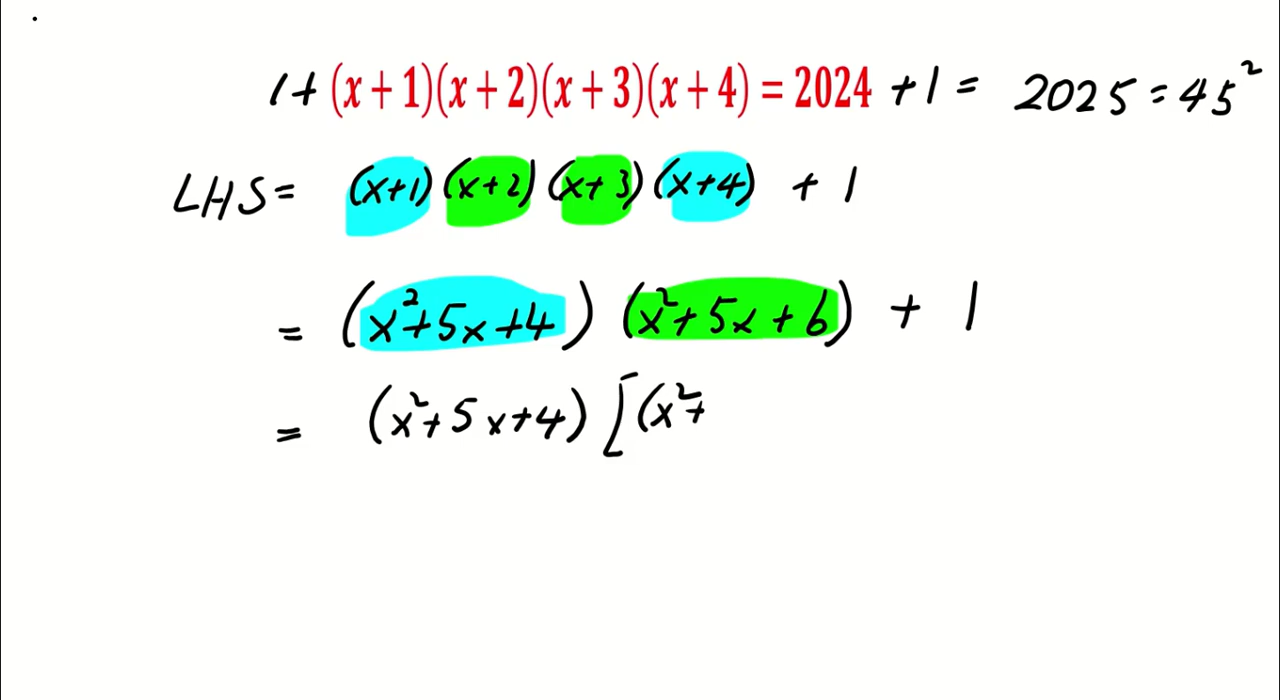 1+ (x + 1)(x + 2)(x + 3)(x + 4) = 2024 +1 = 2025 = 45²
LHS = (x+1) (x+2) (x+3) (x+4) + 1
= (x²+5x+4) (x²+5x+6) + 1
= (x²+5x+4) [(x²+